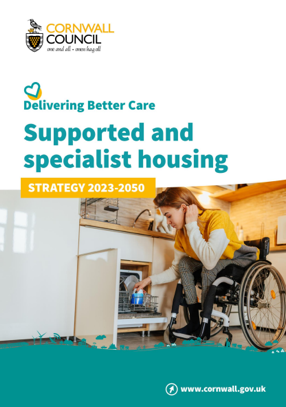 CORNWALL
COUNCIL
one and all • onen hag oll
Delivering Better Care
Supported and
specialist housing
STRATEGY 2023-2050
www.cornwall.gov.uk